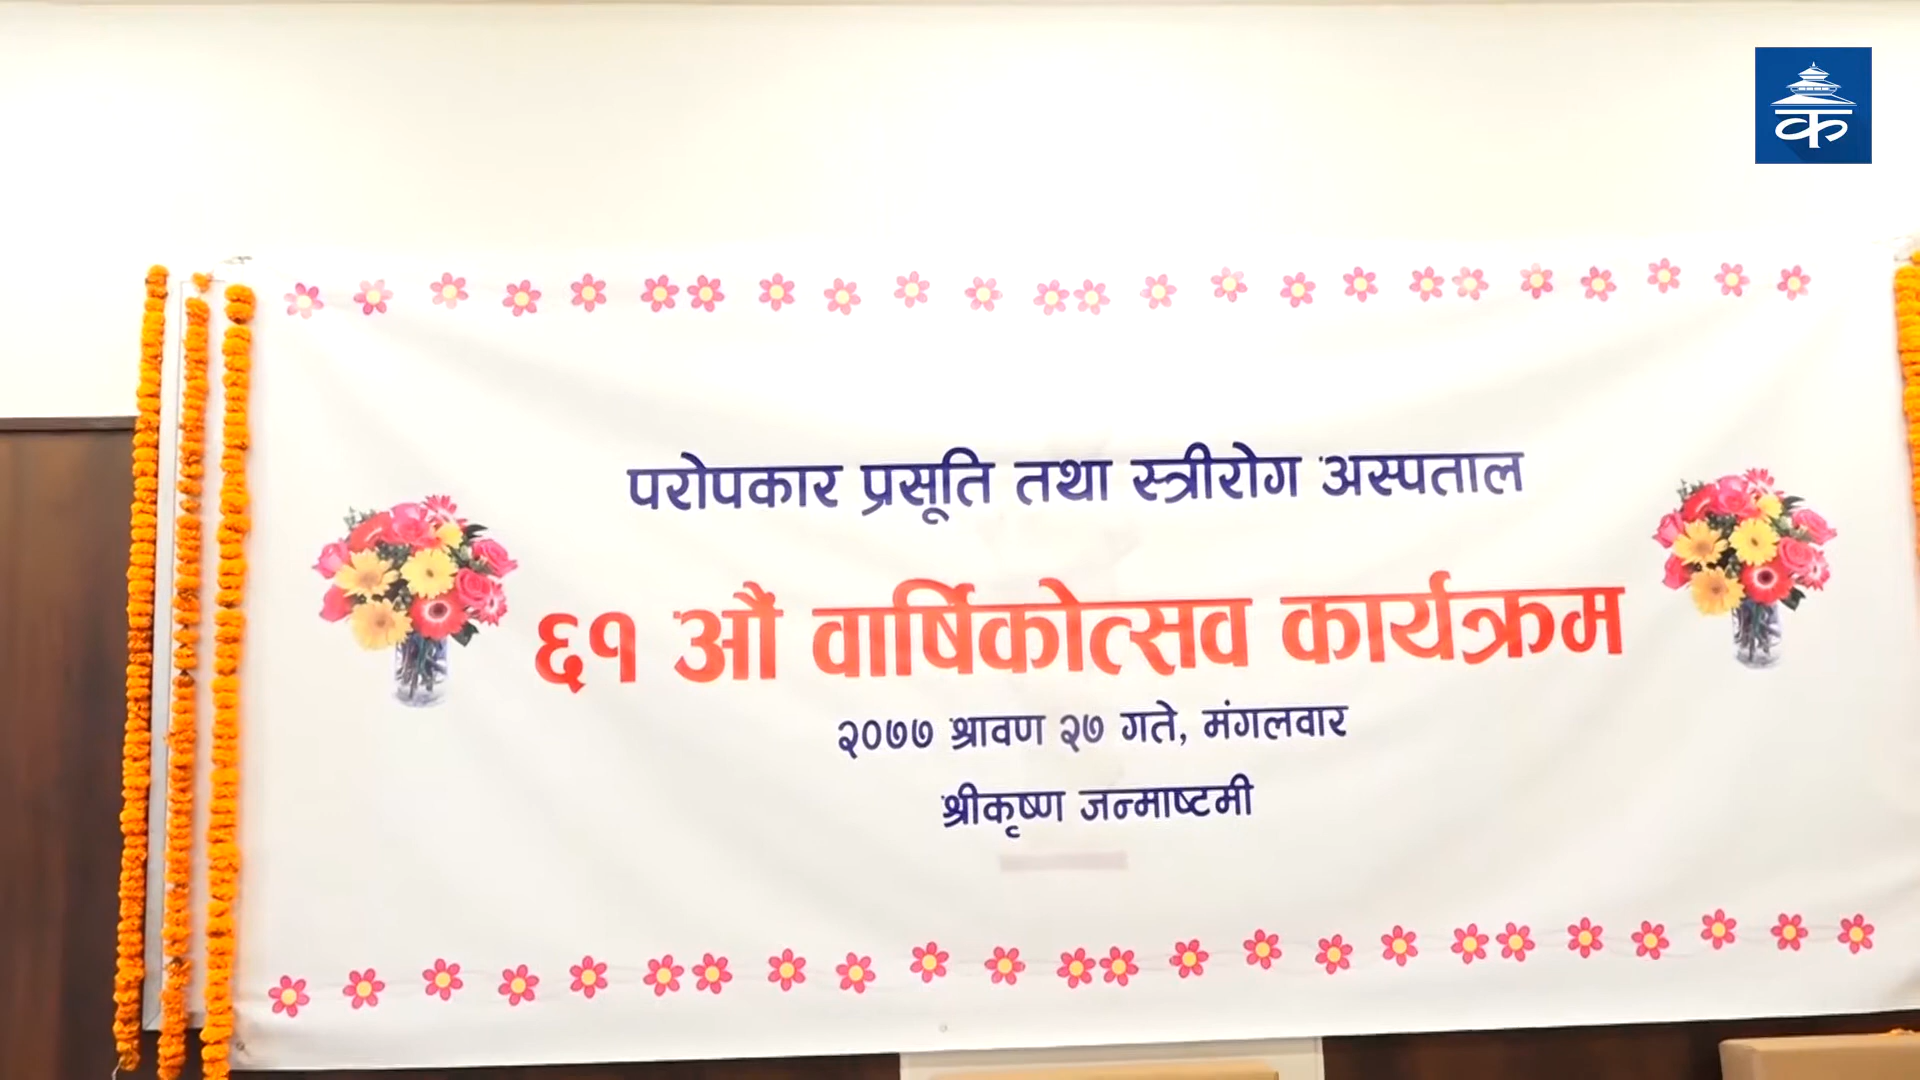 क
परोपकार प्रसूति तथा स्त्रीरोग अस्पताल
६१ औं वार्षिकोत्सव कार्यक्रम
२०७७ श्रावण २७ गते, मंगलवार
श्रीकृष्ण जन्माष्टमी